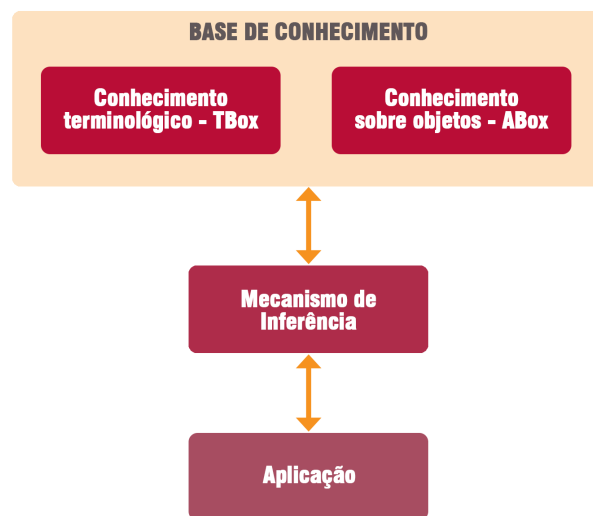 BASE DE CONHECIMENTO
Conhecimento
terminológico - TBox
Conhecimento
sobre objetos - ABox
Mecanismo de
Inferência
Aplicação